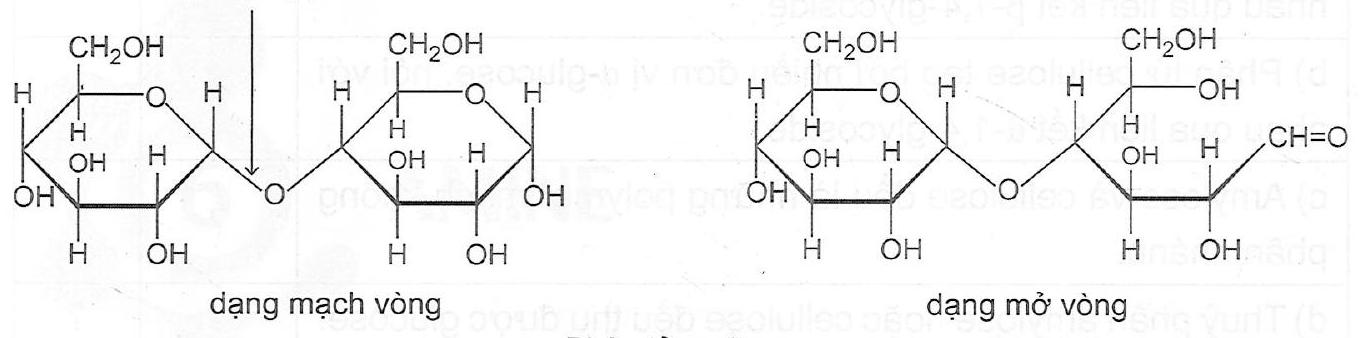 CH₂OH CH₂OH CH₂OH CH₂OH
H O H H O H H O H H OH
H H H H CH=O
OH H OH H OH H OH H
OH O OH OH O
H OH H OH H OH H OH
dạng mạch vòng dạng mở vòng